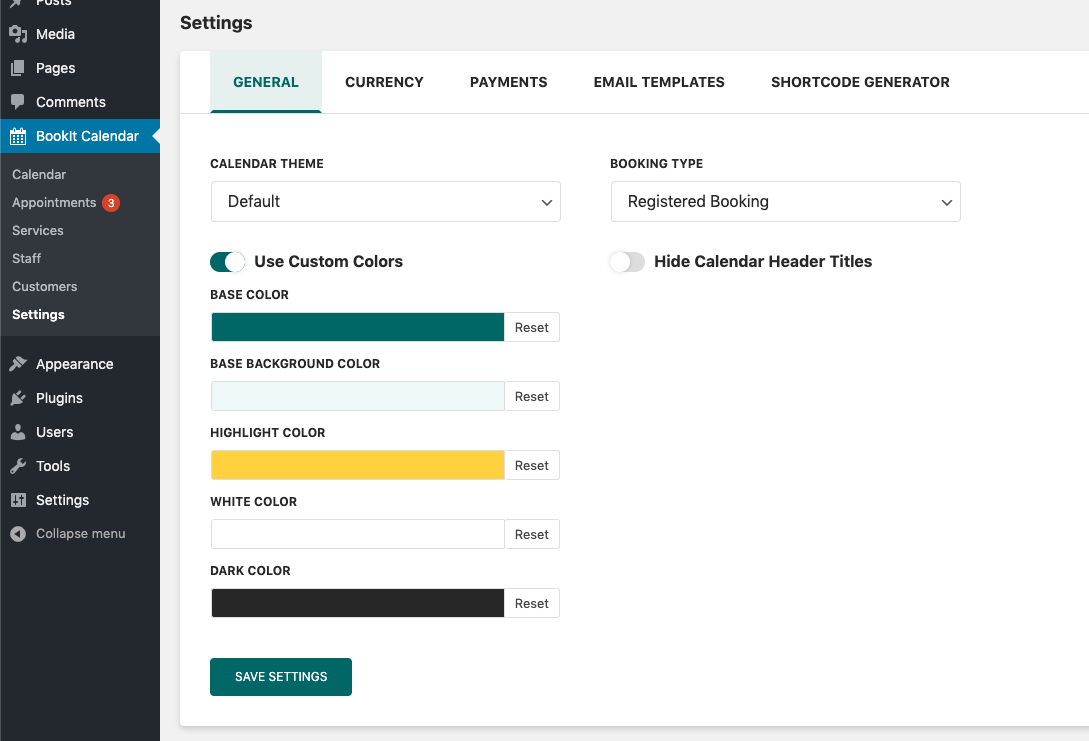 Posts
Media
Pages
Comments
BookIt Calendar
Calendar
Appointments 3
Services
Staff
Customers
Settings
Appearance
Plugins
Users
Tools
Settings
Collapse menu
Settings
GENERAL CURRENCY PAYMENTS EMAIL TEMPLATES SHORTCODE GENERATOR
CALENDAR THEME
Default
BOOKING TYPE
Registered Booking
Use Custom Colors
Hide Calendar Header Titles
BASE COLOR
Reset
BASE BACKGROUND COLOR
Reset
HIGHLIGHT COLOR
Reset
WHITE COLOR
Reset
DARK COLOR
Reset
SAVE SETTINGS